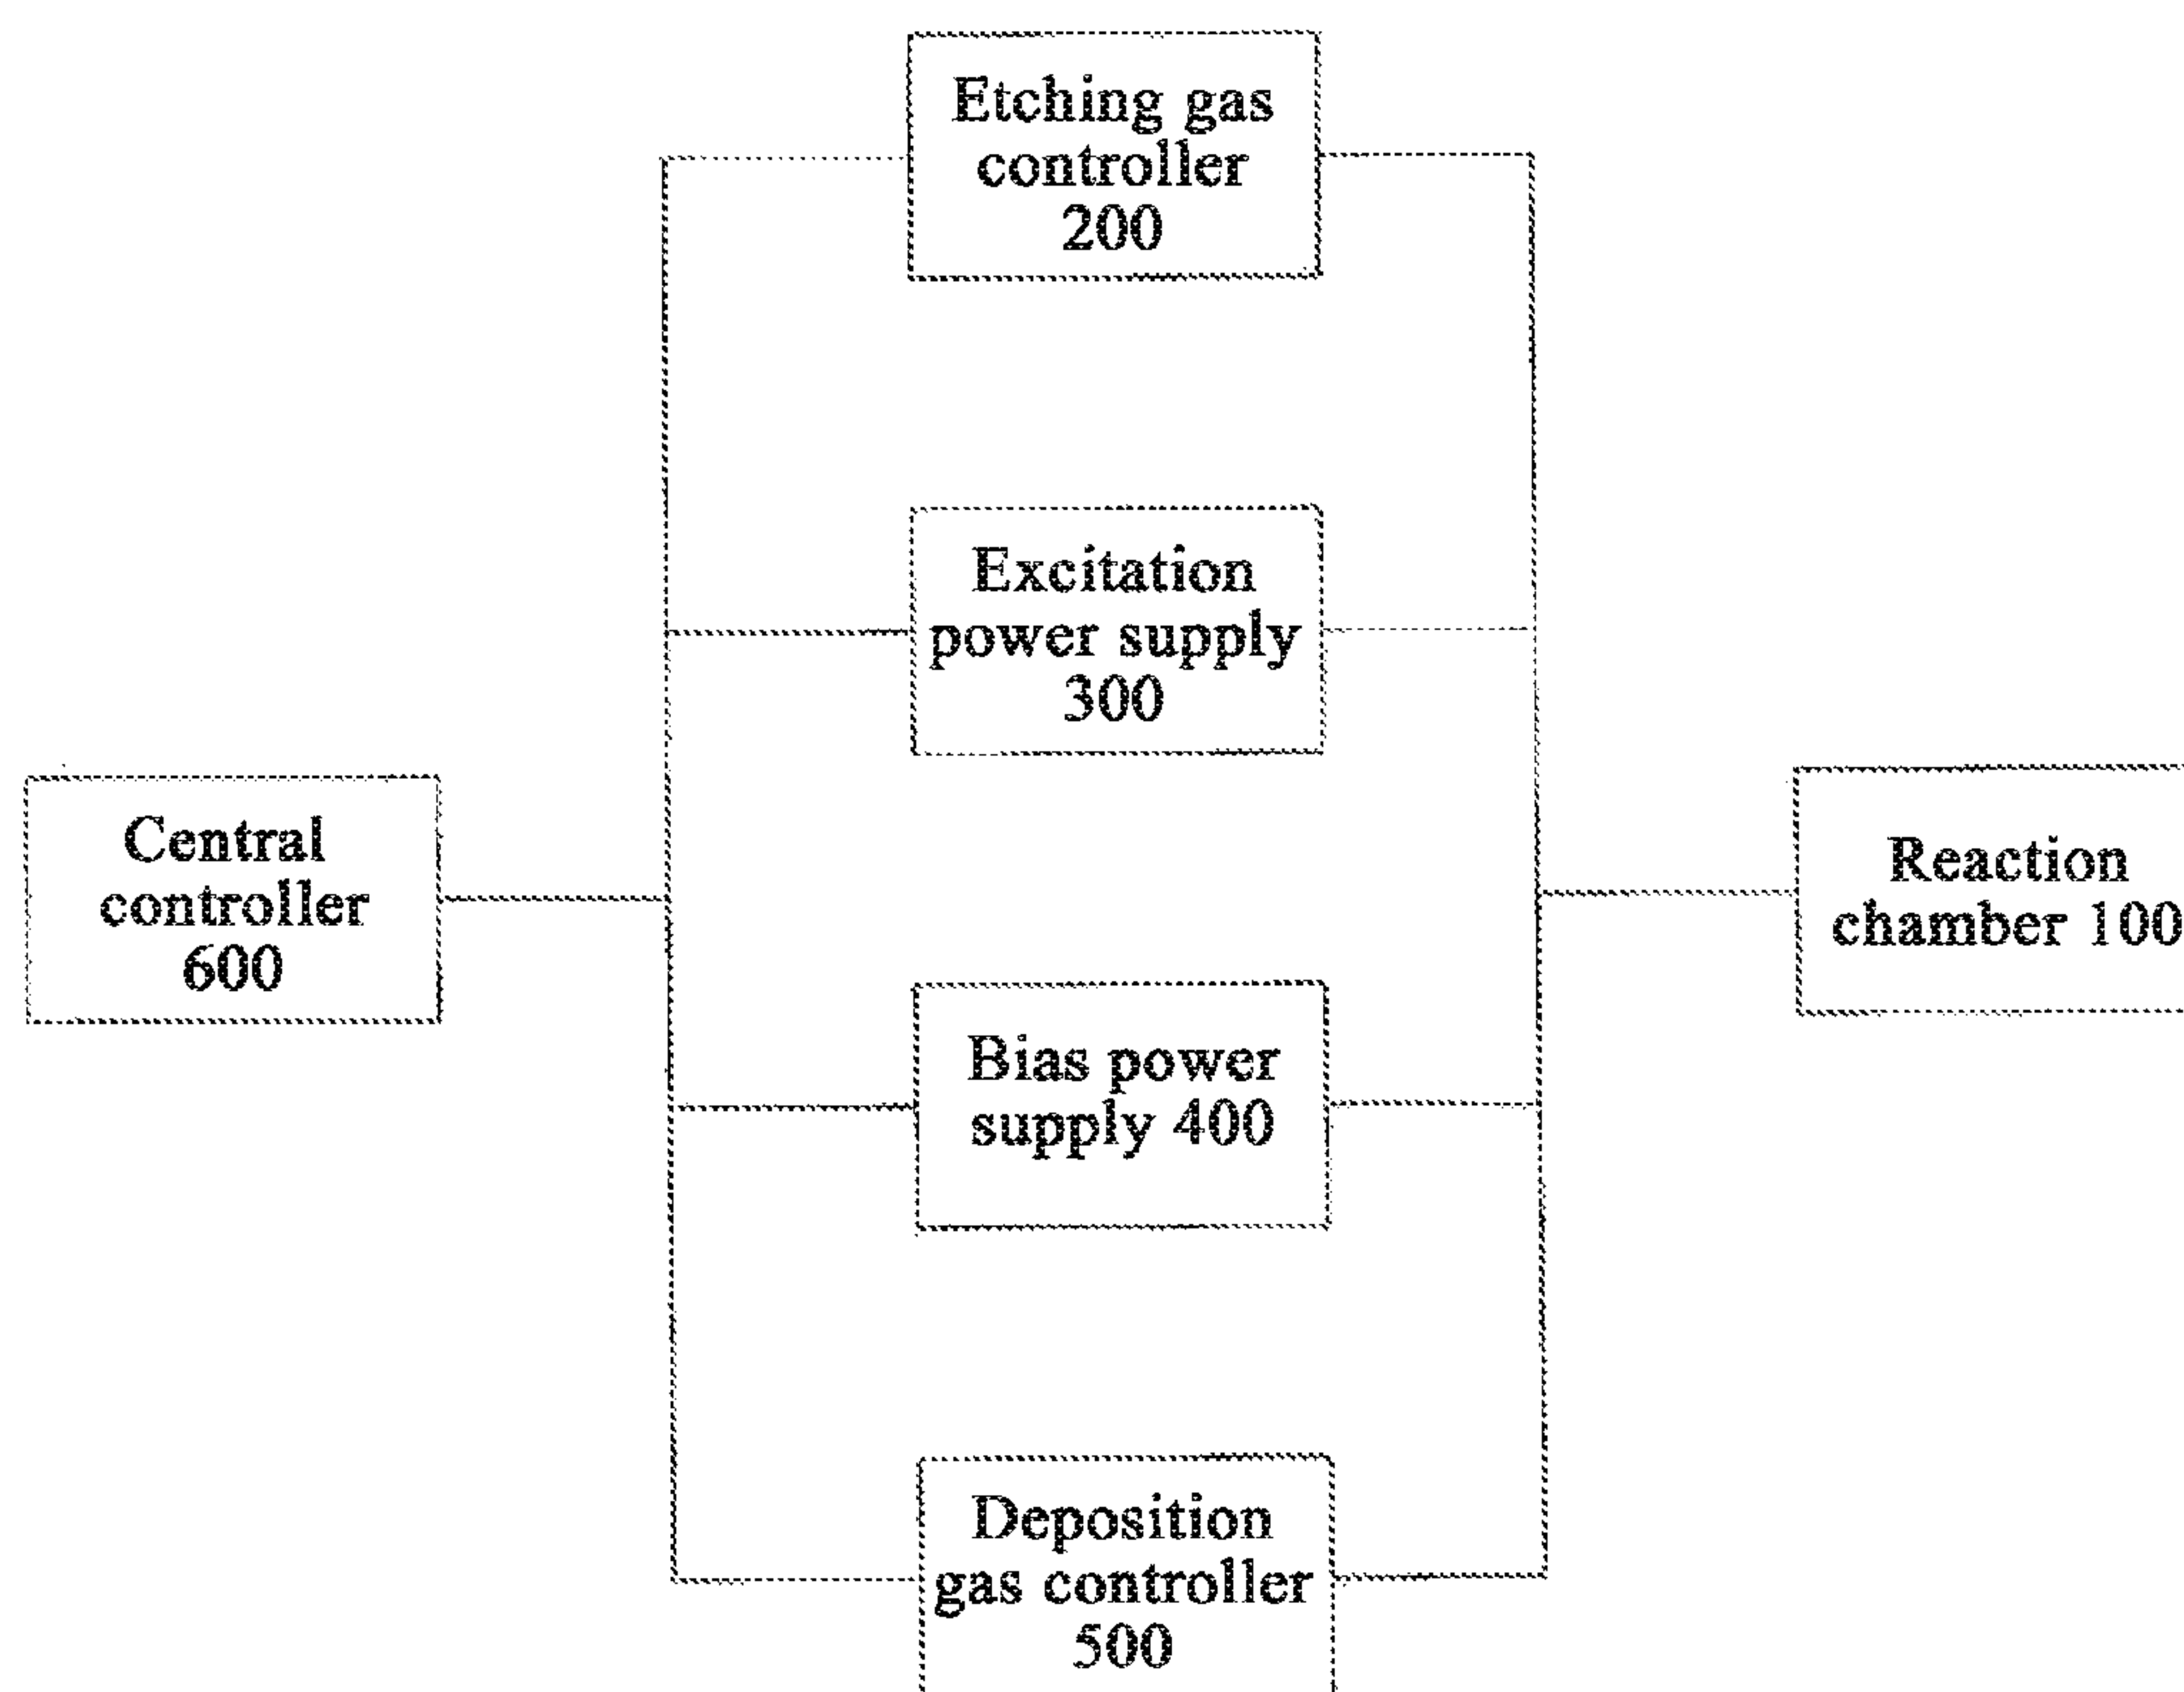 Etching gas
controller
200
Excitation
power supply
300
Central
controller
600
Reaction
chamber 100
Bias power
supply 400
Deposition
gas controller
500